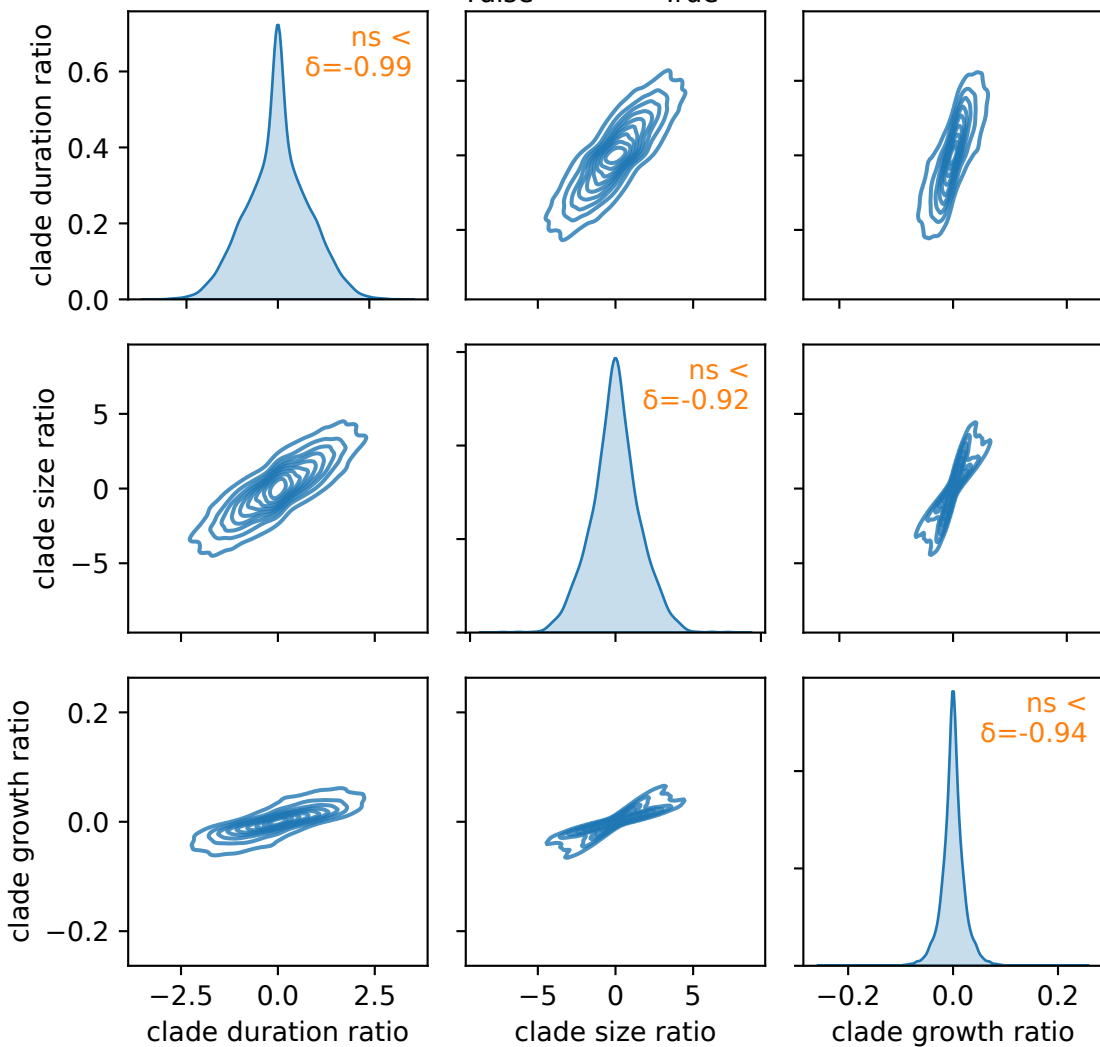 True
clade duration ratio
0.6
0.4
0.2
0.0
ns <
δ=-0.99
clade size ratio
5
0
−5
ns <
δ=-0.92
clade growth ratio
0.2
0.0
−0.2
ns <
δ=-0.94
−2.5 0.0 2.5
−5 0 5
−0.2 0.0 0.2
clade duration ratio
clade size ratio
clade growth ratio